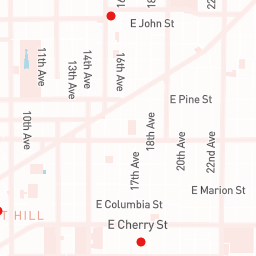 E John St
11th Ave
13th Ave
14th Ave
16th Ave
E Pine St
10th Ave
17th Ave
18th Ave
20th Ave
22nd Ave
E Marion St
E Columbia St
T HILL
E Cherry St